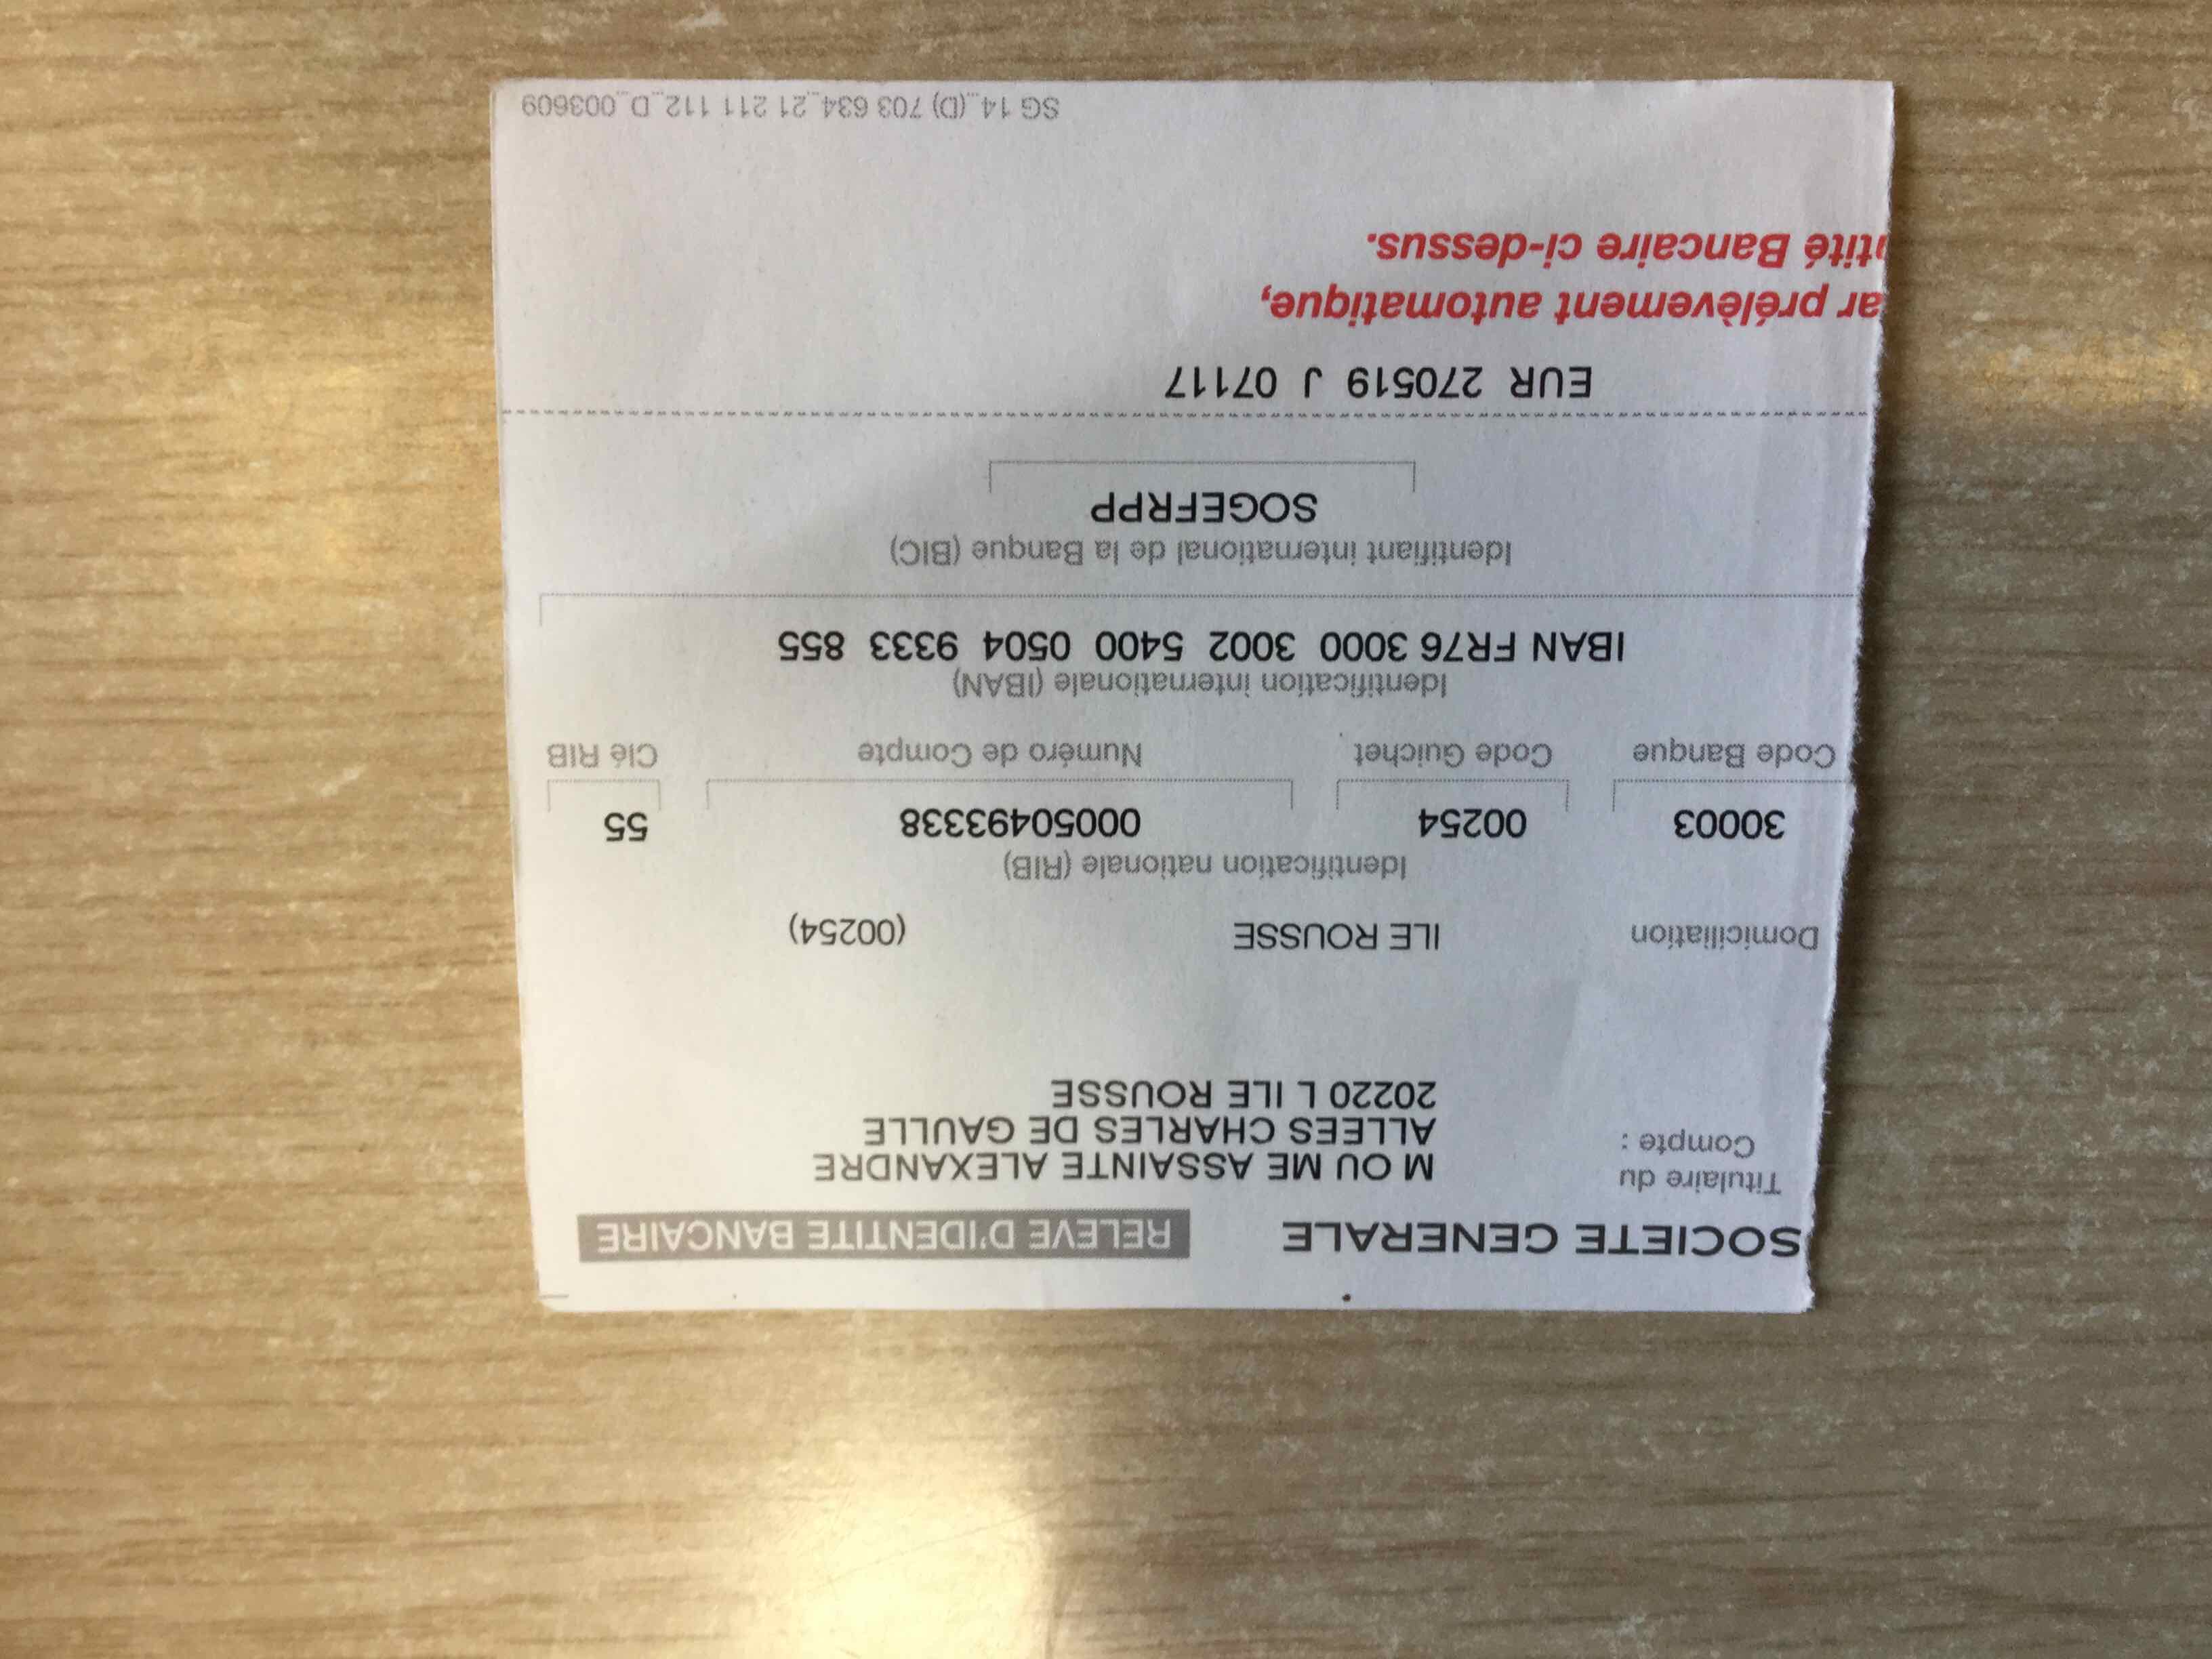 SOCIETE GENERALE RELEVE D'IDENTITE BANCAIRE
Titulaire du
Compte :
M OU ME ASSAINTE ALEXANDRE
ALLEES CHARLES DE GAULLE
20220 L ILE ROUSSE
Domiciliation ILE ROUSSE (00254)
Identification nationale (RIB)
30003 00254 00050493338 55
Code Banque Code Guichet Numéro de Compte Clé RIB
Identification internationale (IBAN)
IBAN FR76 3000 3002 5400 0504 9333 855
Identifiant international de la Banque (BIC)
SOGEFRPP
EUR 270519 J 07117
ar prélèvement automatique,
ntité Bancaire ci-dessus.
SG 14_(D) 703 634_21 211 112_D_003609